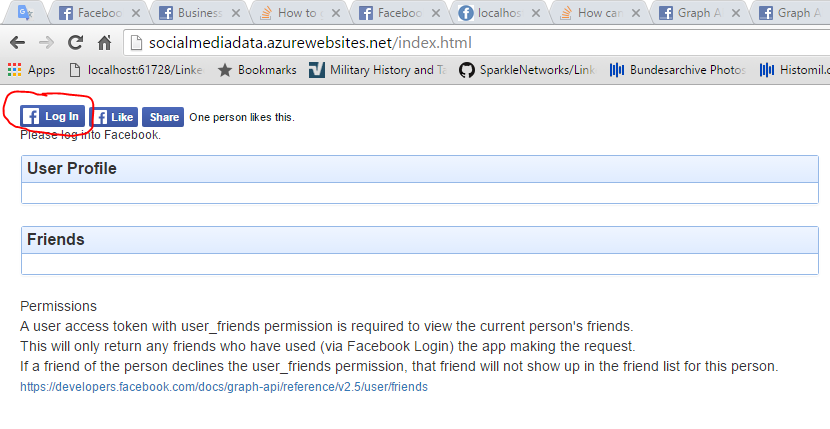 Facebook
Business
How to
Facebook
localhos
How can
Graph A
Graph A
socialmediadata.azurewebsites.net/index.html
Apps
localhost:61728/Linke
Bookmarks
Military History and Ta
SparkleNetworks/Link
Bundesarchive Photos
Histomil.c
Log In
Like
Share
One person likes this.
Please log into Facebook.
User Profile
Friends
Permissions
A user access token with user_friends permission is required to view the current person's friends.
This will only return any friends who have used (via Facebook Login) the app making the request.
If a friend of the person declines the user_friends permission, that friend will not show up in the friend list for this person.
https://developers.facebook.com/docs/graph-api/reference/v2.5/user/friends